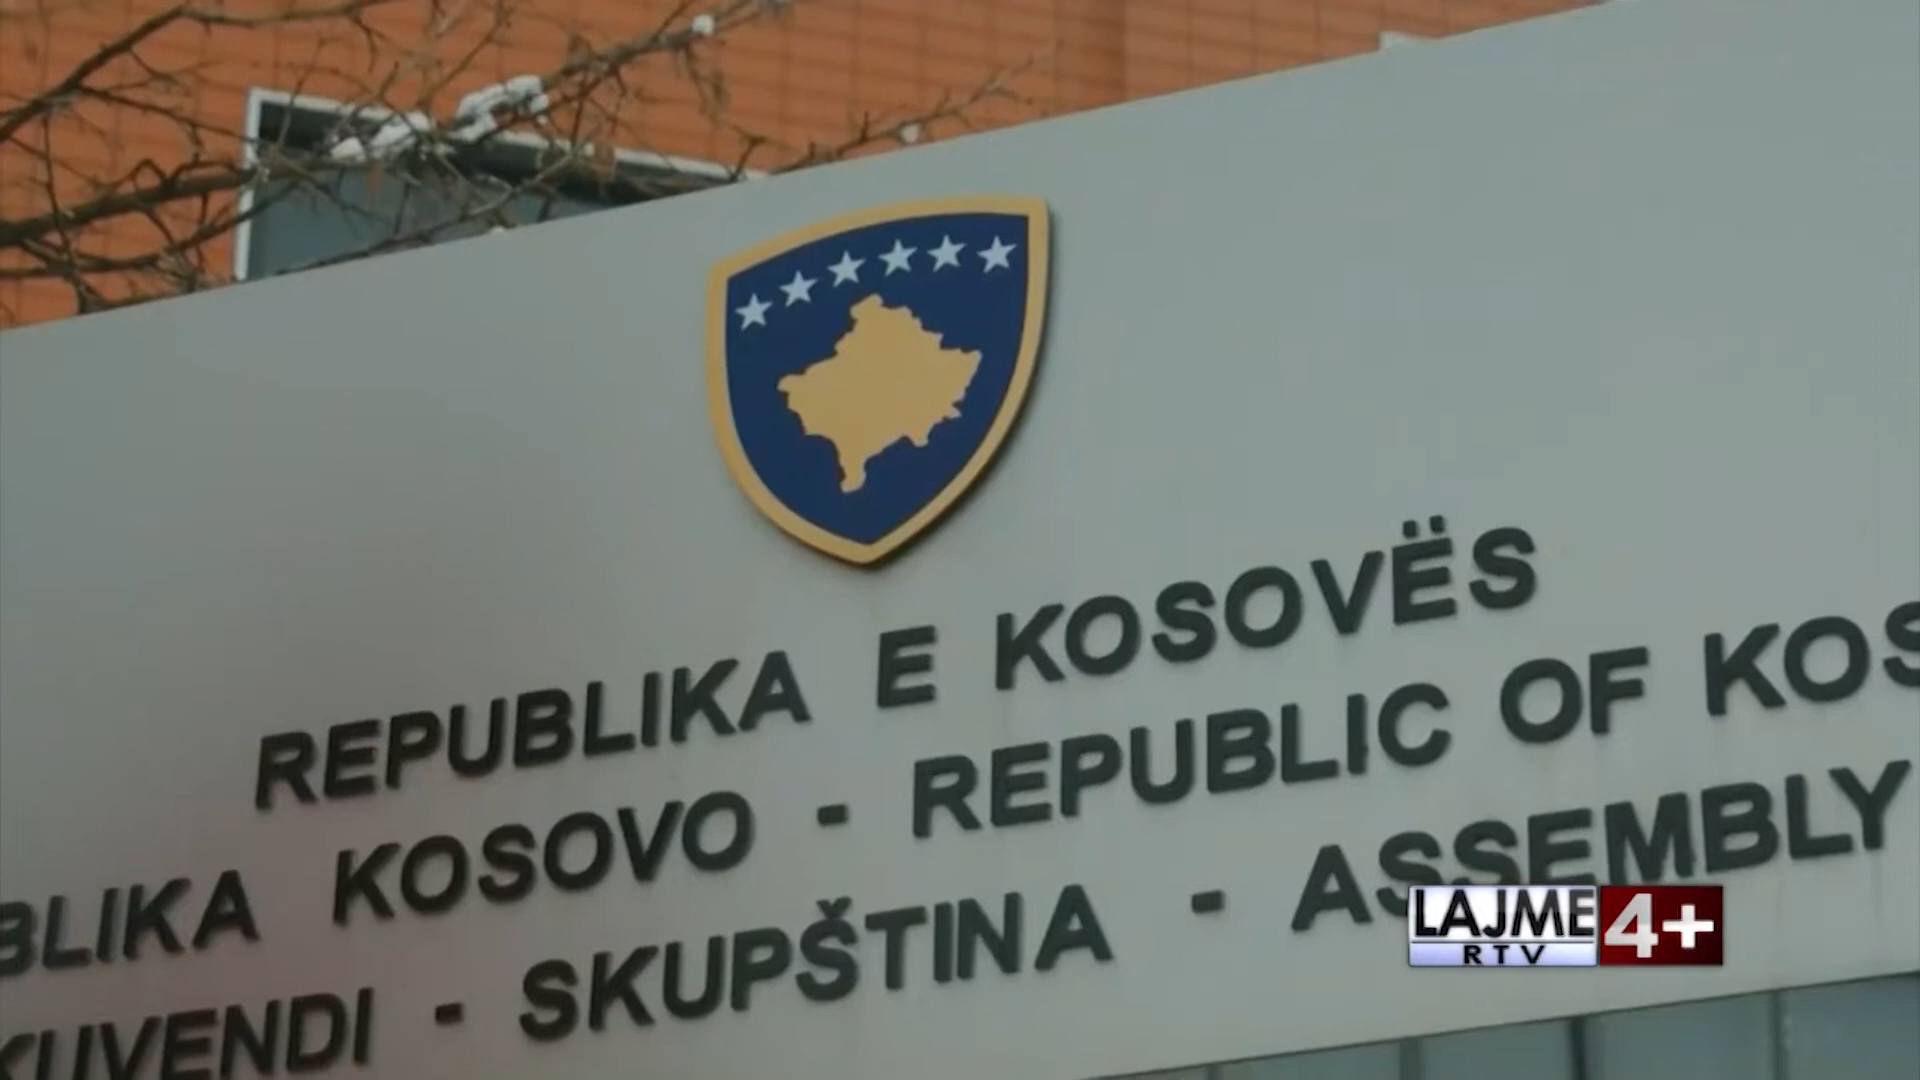 REPUBLIKA E KOSOVËS
BLIKA KOSOVO - REPUBLIC OF KOS
KUVENDI - SKUPŠTINA - ASSEMBLY
LAJME 4+
RTV